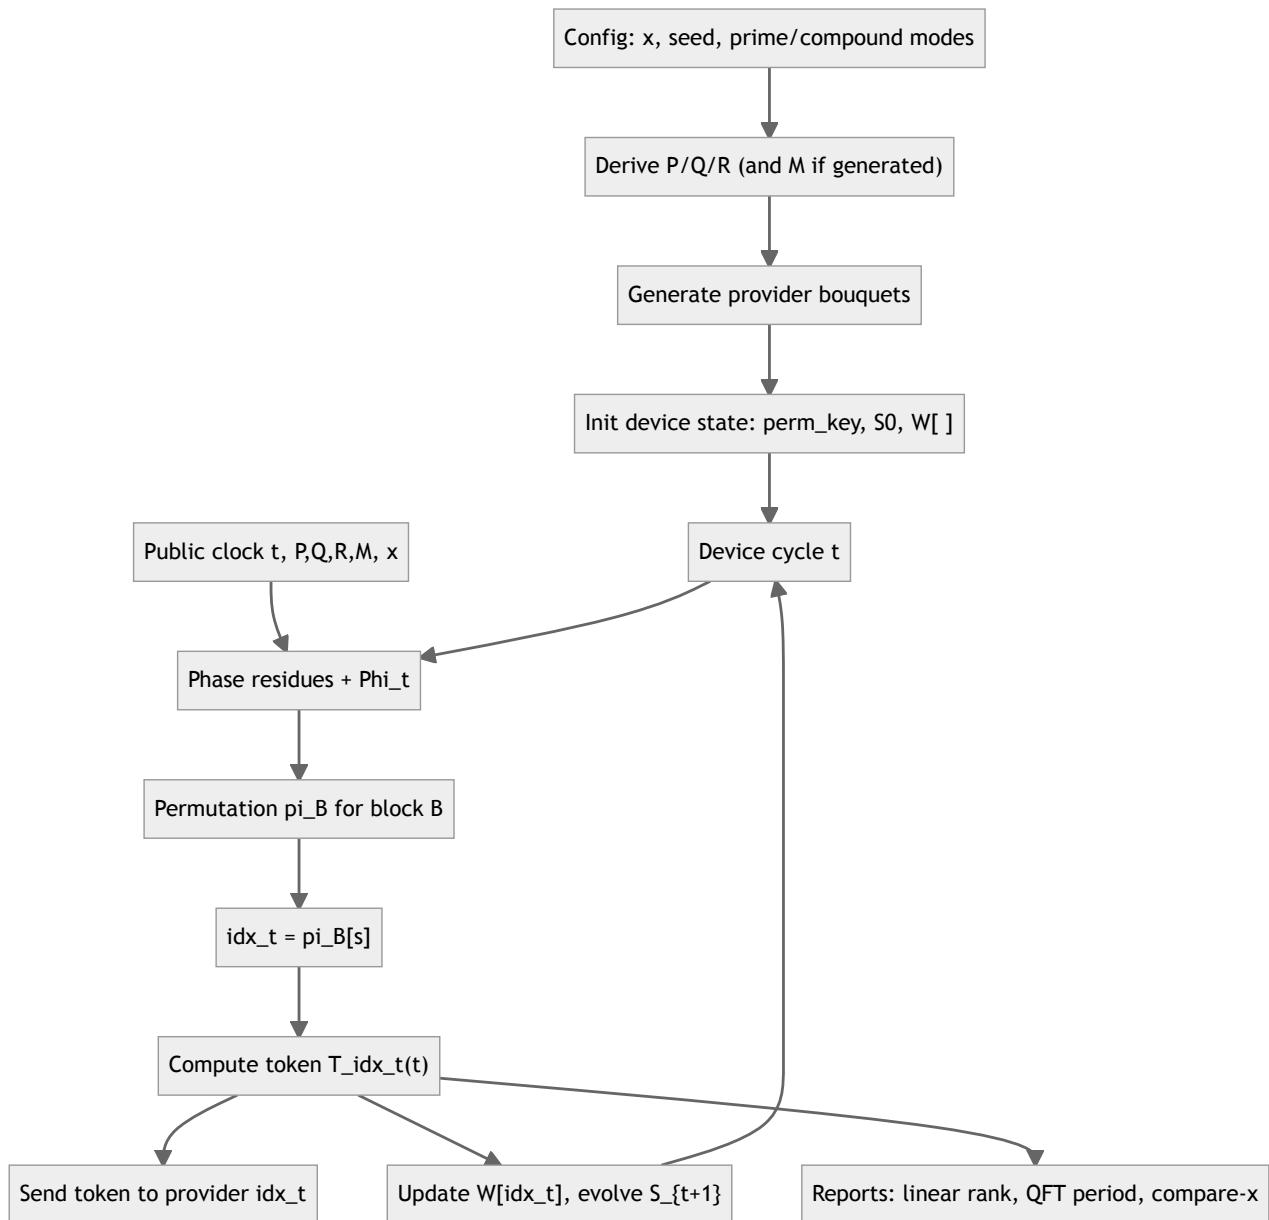 Config: x, seed, prime/compound modes
Derive P/Q/R (and M if generated)
Generate provider bouquets
Init device state: perm_key, S0, W[ ]
Public clock t, P,Q,R,M, x
Device cycle t
Phase residues + Phi_t
Permutation pi_B for block B
idx_t = pi_B[s]
Compute token T_idx_t(t)
Send token to provider idx_t
Update W[idx_t], evolve S_{t+1}
Reports: linear rank, QFT period, compare-x